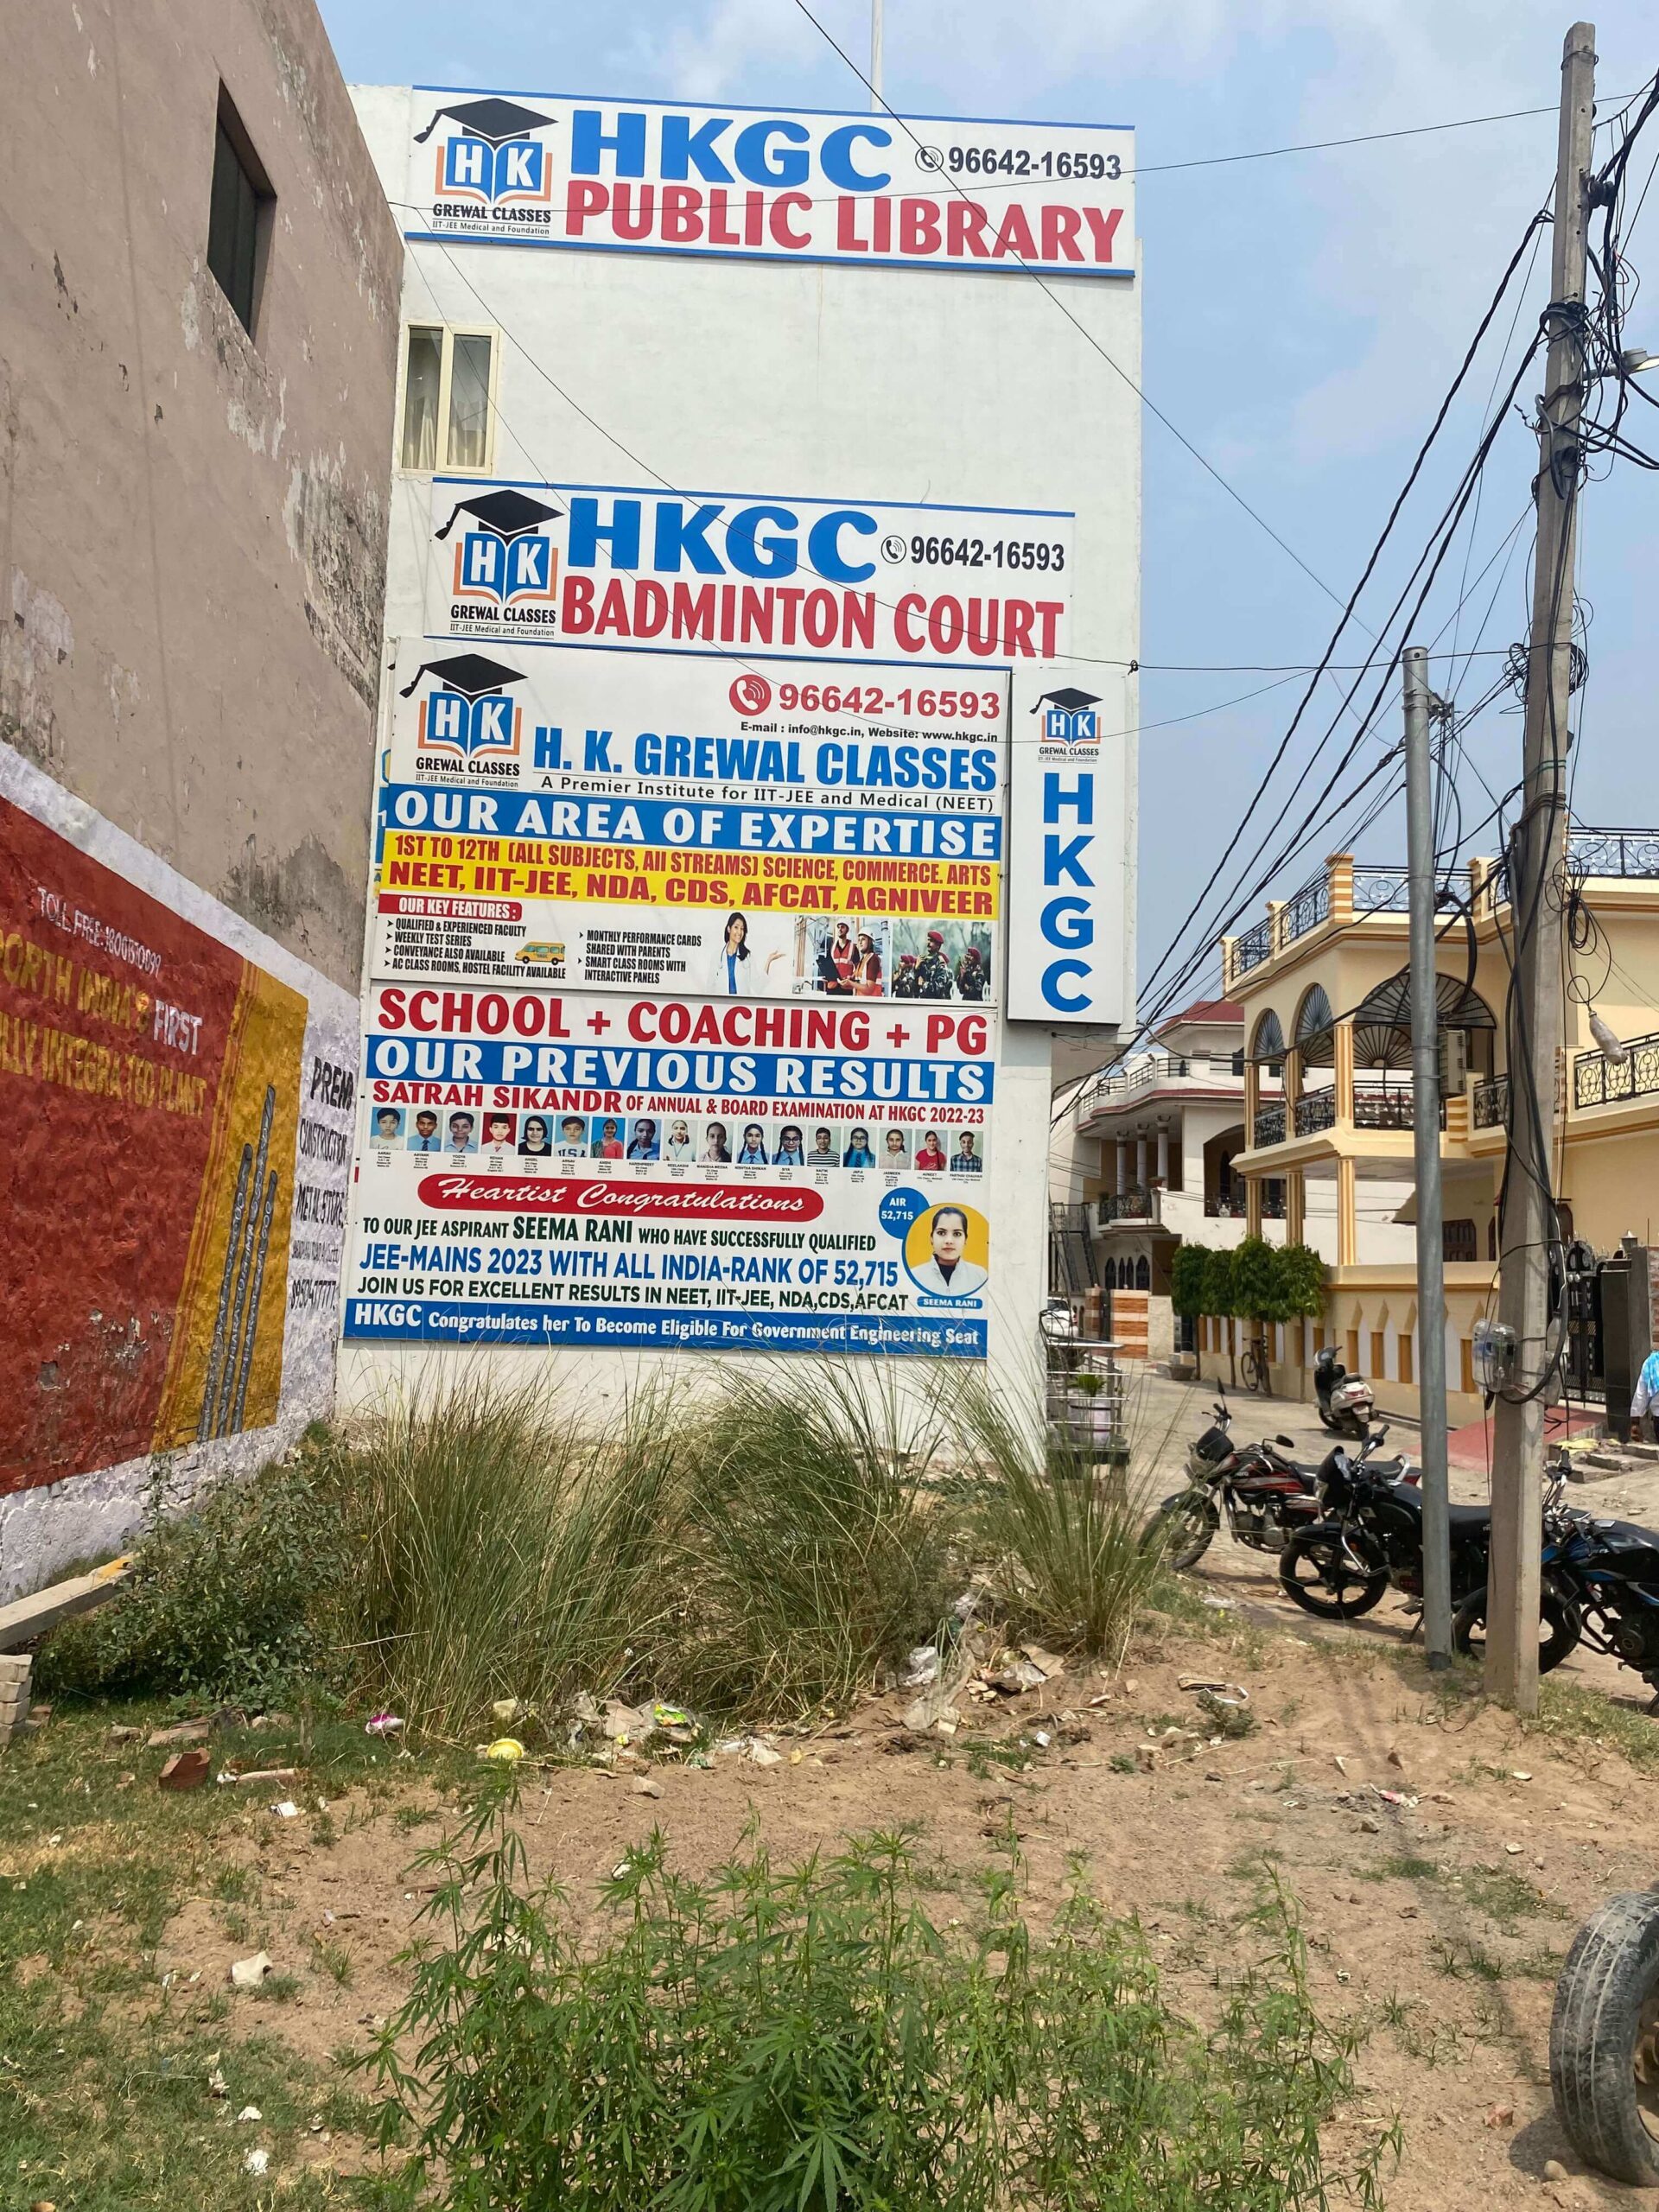 HK
GREWAL CLASSES
IIT-JEE Medical and Foundation
HKGC
96642-16593
PUBLIC LIBRARY
HK
GREWAL CLASSES
IIT-JEE Medical and Foundation
HKGC
96642-16593
BADMINTON COURT
HK
GREWAL CLASSES
IIT-JEE Medical and Foundation
96642-16593
E-mail : info@hkgc.in, Website: www.hkgc.in
H. K. GREWAL CLASSES
A Premier Institute for IIT-JEE and Medical (NEET)
OUR AREA OF EXPERTISE
1ST TO 12TH (ALL SUBJECTS, All STREAMS) SCIENCE, COMMERCE. ARTS
NEET, IIT-JEE, NDA, CDS, AFCAT, AGNIVEER
OUR KEY FEATURES :
QUALIFIED & EXPERIENCED FACULTY
WEEKLY TEST SERIES
CONVEYANCE ALSO AVAILABLE
AC CLASS ROOMS, HOSTEL FACILITY AVAILABLE
MONTHLY PERFORMANCE CARDS
SHARED WITH PARENTS
SMART CLASS ROOMS WITH
INTERACTIVE PANELS
HK
GREWAL CLASSES
HKGC
SCHOOL + COACHING + PG
OUR PREVIOUS RESULTS
SATRAH SIKANDR OF ANNUAL & BOARD EXAMINATION AT HKGC 2022-23
Heartist Congratulations
AIR
52,715
TO OUR JEE ASPIRANT SEEMA RANI WHO HAVE SUCCESSFULLY QUALIFIED
JEE-MAINS 2023 WITH ALL INDIA-RANK OF 52,715
JOIN US FOR EXCELLENT RESULTS IN NEET, IIT-JEE, NDA,CDS,AFCAT
SEEMA RANI
HKGC Congratulates her To Become Eligible For Government Engineering Seat
TOLL FREE:
FIRST
PREM
METAL STORE